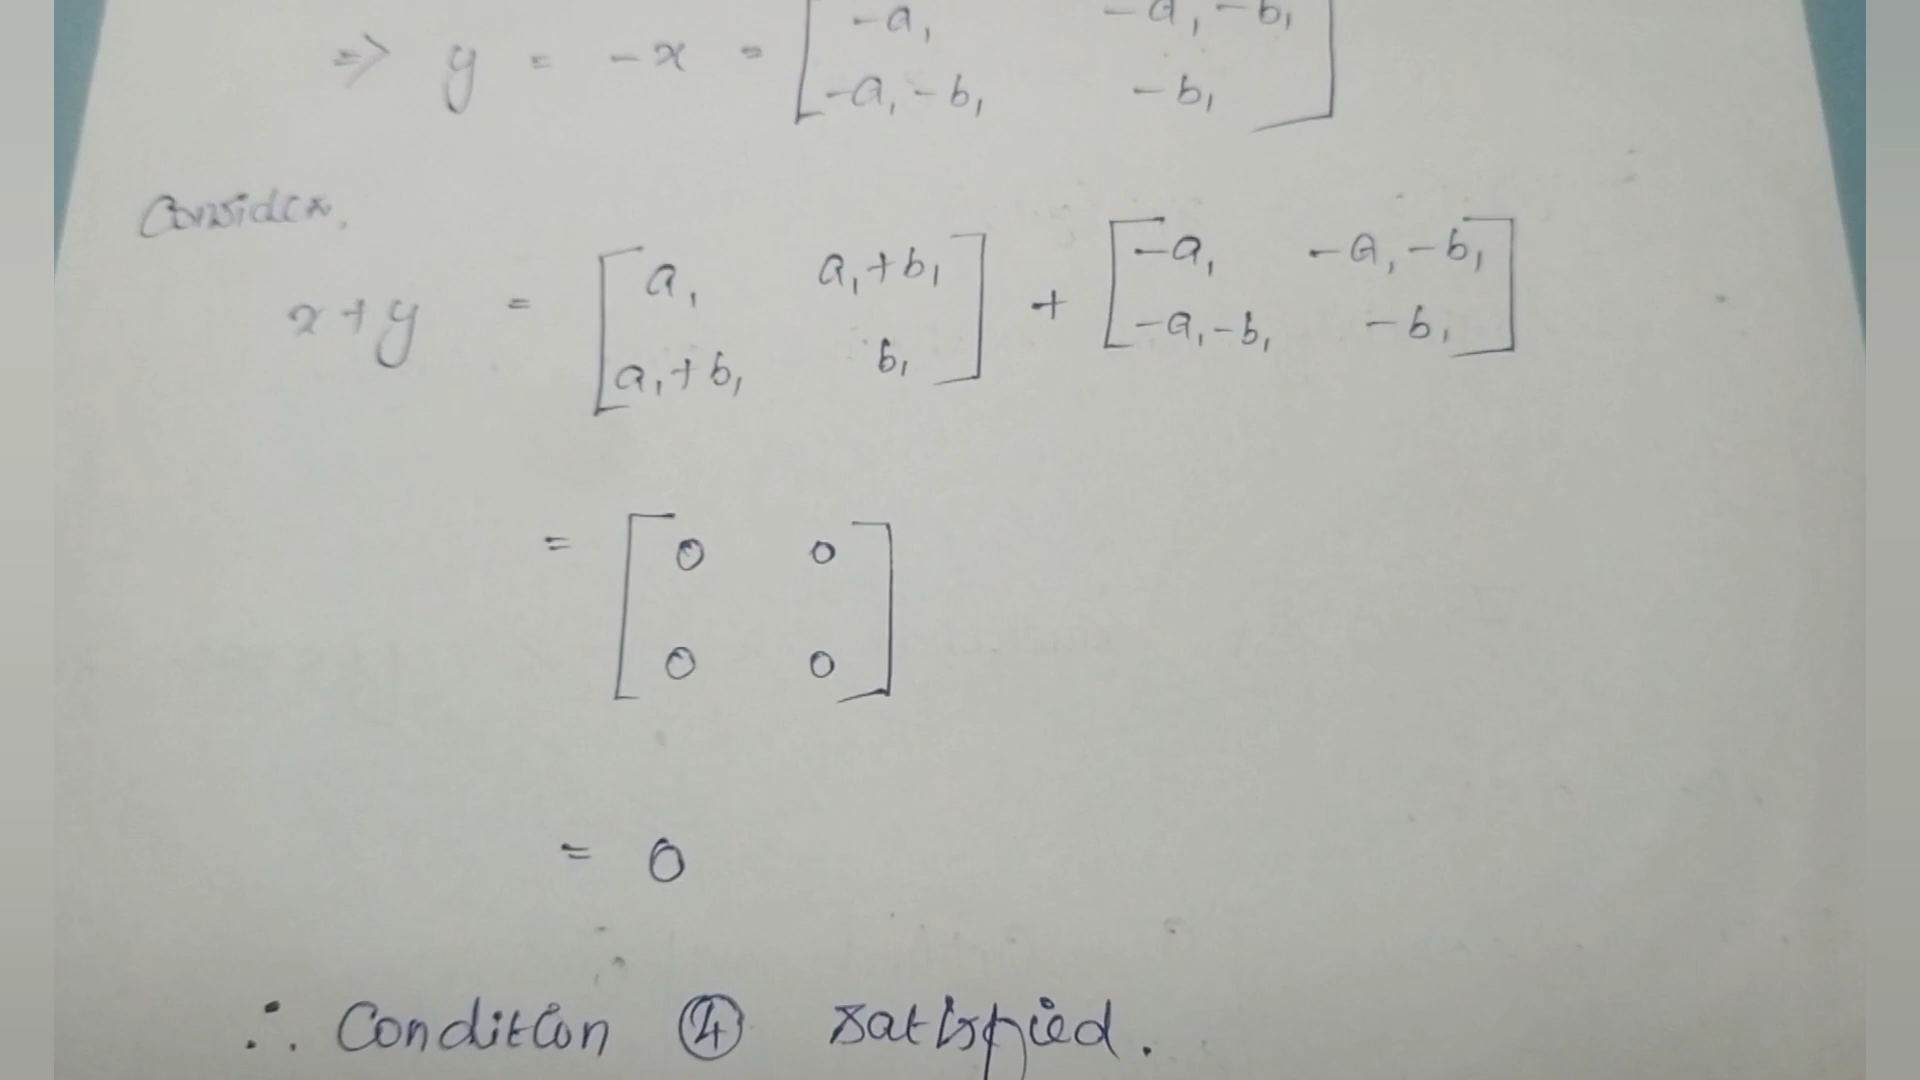 ⇒ y = -x = [ -a₁ -a₁-b₁
-a₁-b₁ -b₁ ]
Consider,
x+y = [ a₁ a₁+b₁ + [ -a₁ -a₁-b₁
a₁+b₁ b₁ ] -a₁-b₁ -b₁ ]
= [ 0 0
0 0 ]
= 0
∴ Condition ④ satisfied.